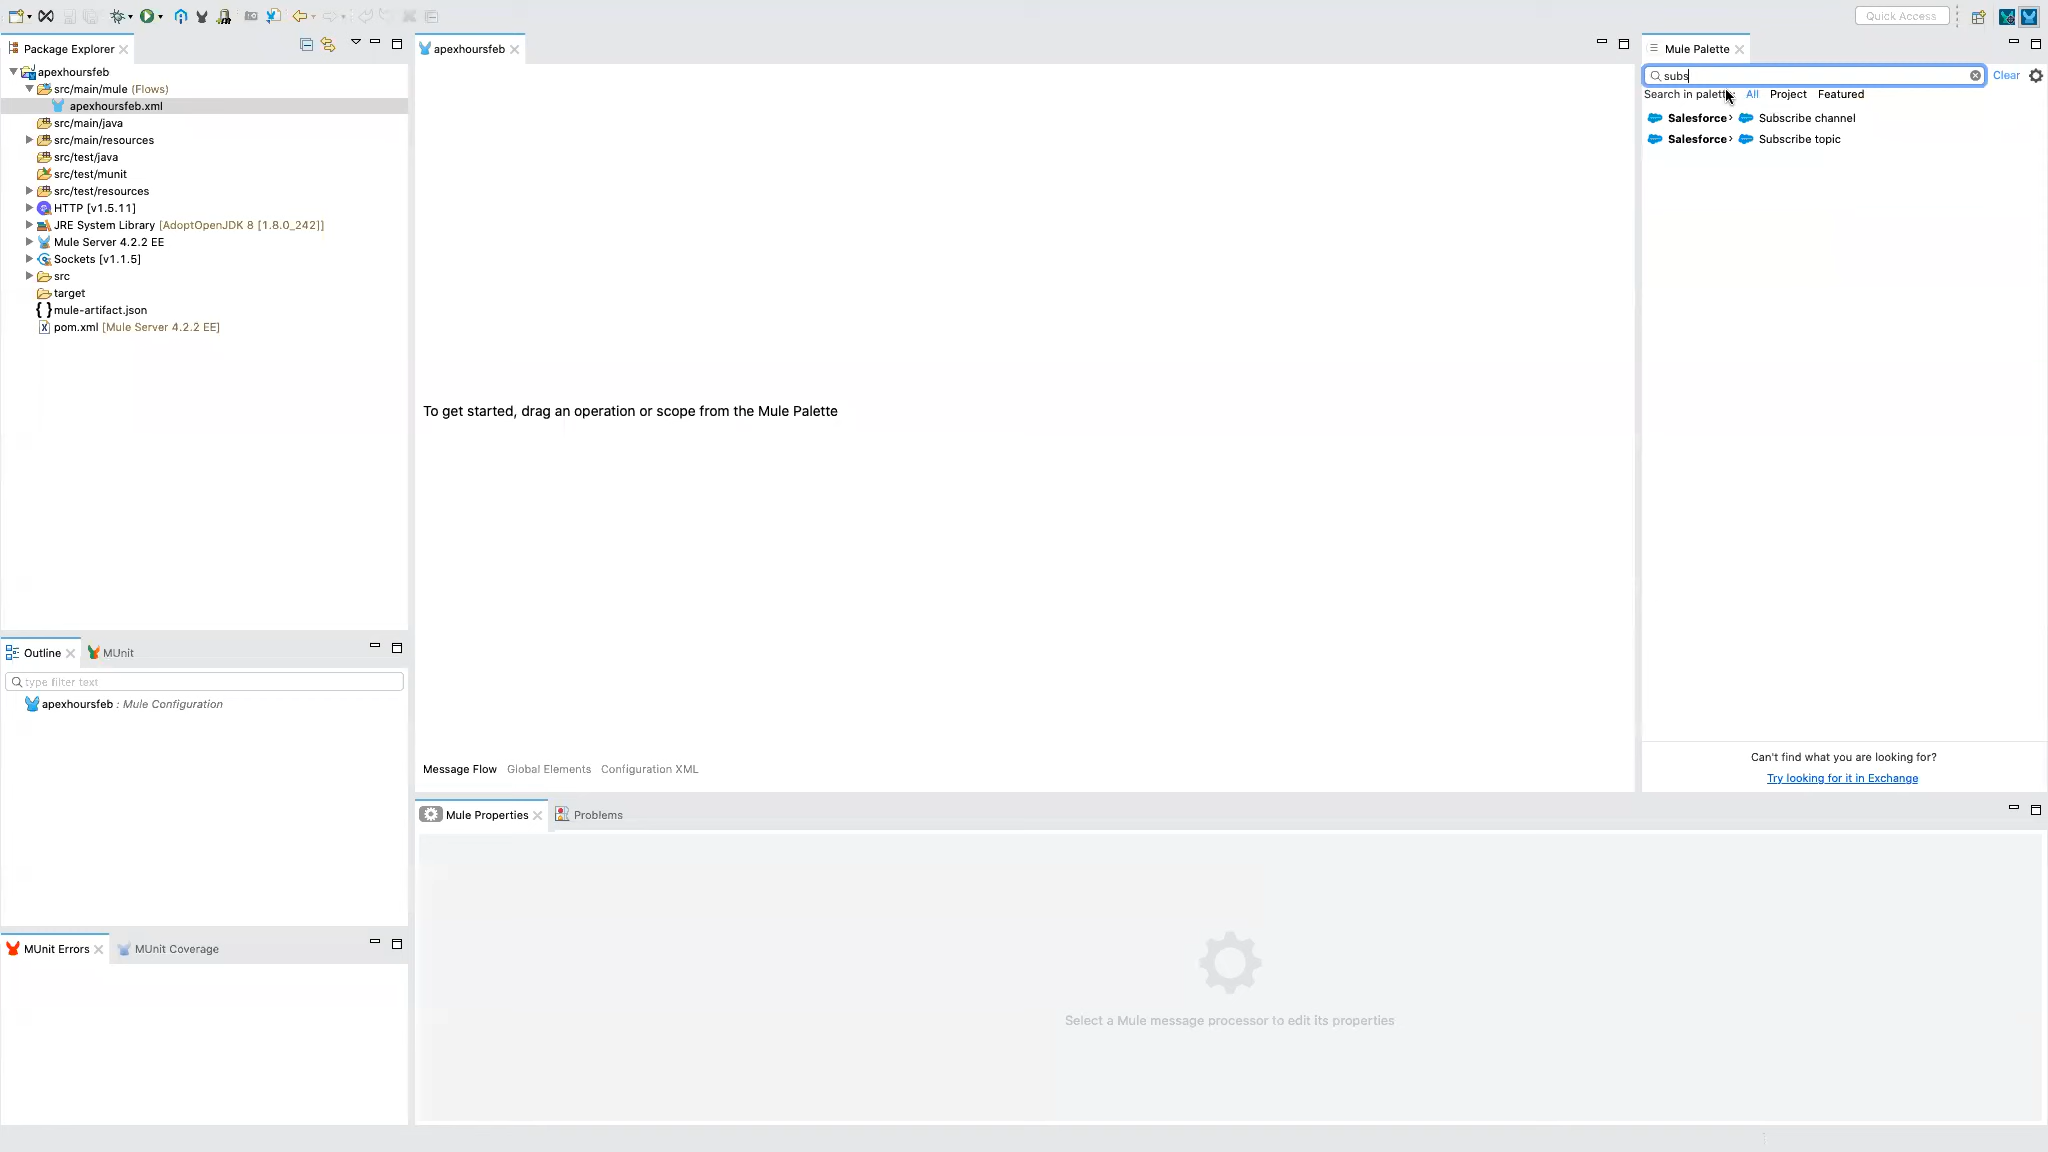 Quick Access
Package Explorer
apexhoursfeb
src/main/mule (Flows)
apexhoursfeb.xml
src/main/java
src/main/resources
src/test/java
src/test/munit
src/test/resources
HTTP [v1.5.11]
JRE System Library [AdoptOpenJDK 8 [1.8.0_242]]
Mule Server 4.2.2 EE
Sockets [v1.1.5]
src
target
mule-artifact.json
pom.xml [Mule Server 4.2.2 EE]
Outline
MUnit
type filter text
apexhoursfeb : Mule Configuration
MUnit Errors
MUnit Coverage
apexhoursfeb
To get started, drag an operation or scope from the Mule Palette
Message Flow Global Elements Configuration XML
Mule Properties
Problems
Select a Mule message processor to edit its properties
Mule Palette
subs
Clear
Search in palette: All Project Featured
Salesforce › Subscribe channel
Salesforce › Subscribe topic
Can't find what you are looking for?
Try looking for it in Exchange